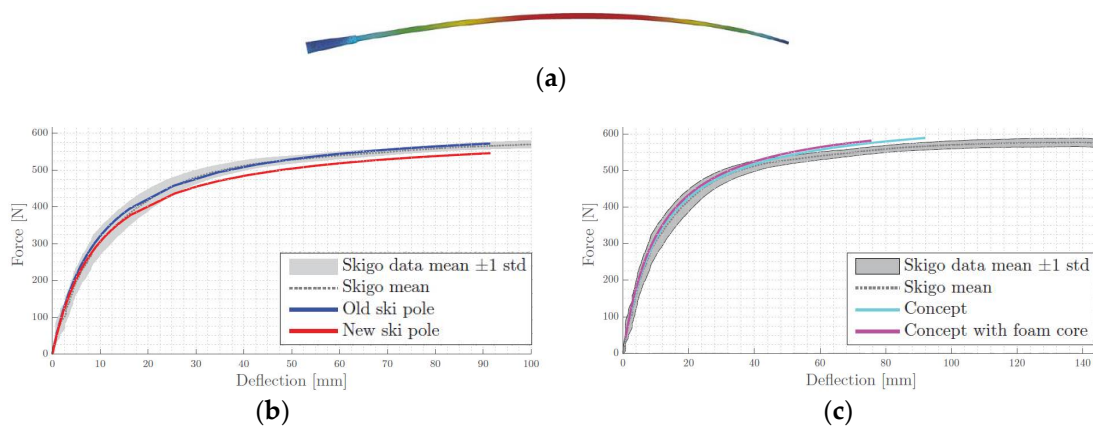 (a)
600
500
400
300
200
100
0
Force [N]
0 10 20 30 40 50 60 70 80 90 100
Deflection [mm]
Skigo data mean ±1 std
Skigo mean
Old ski pole
New ski pole
(b)
600
500
400
300
200
100
0
Force [N]
0 20 40 60 80 100 120 140
Deflection [mm]
Skigo data mean ±1 std
Skigo mean
Concept
Concept with foam core
(c)